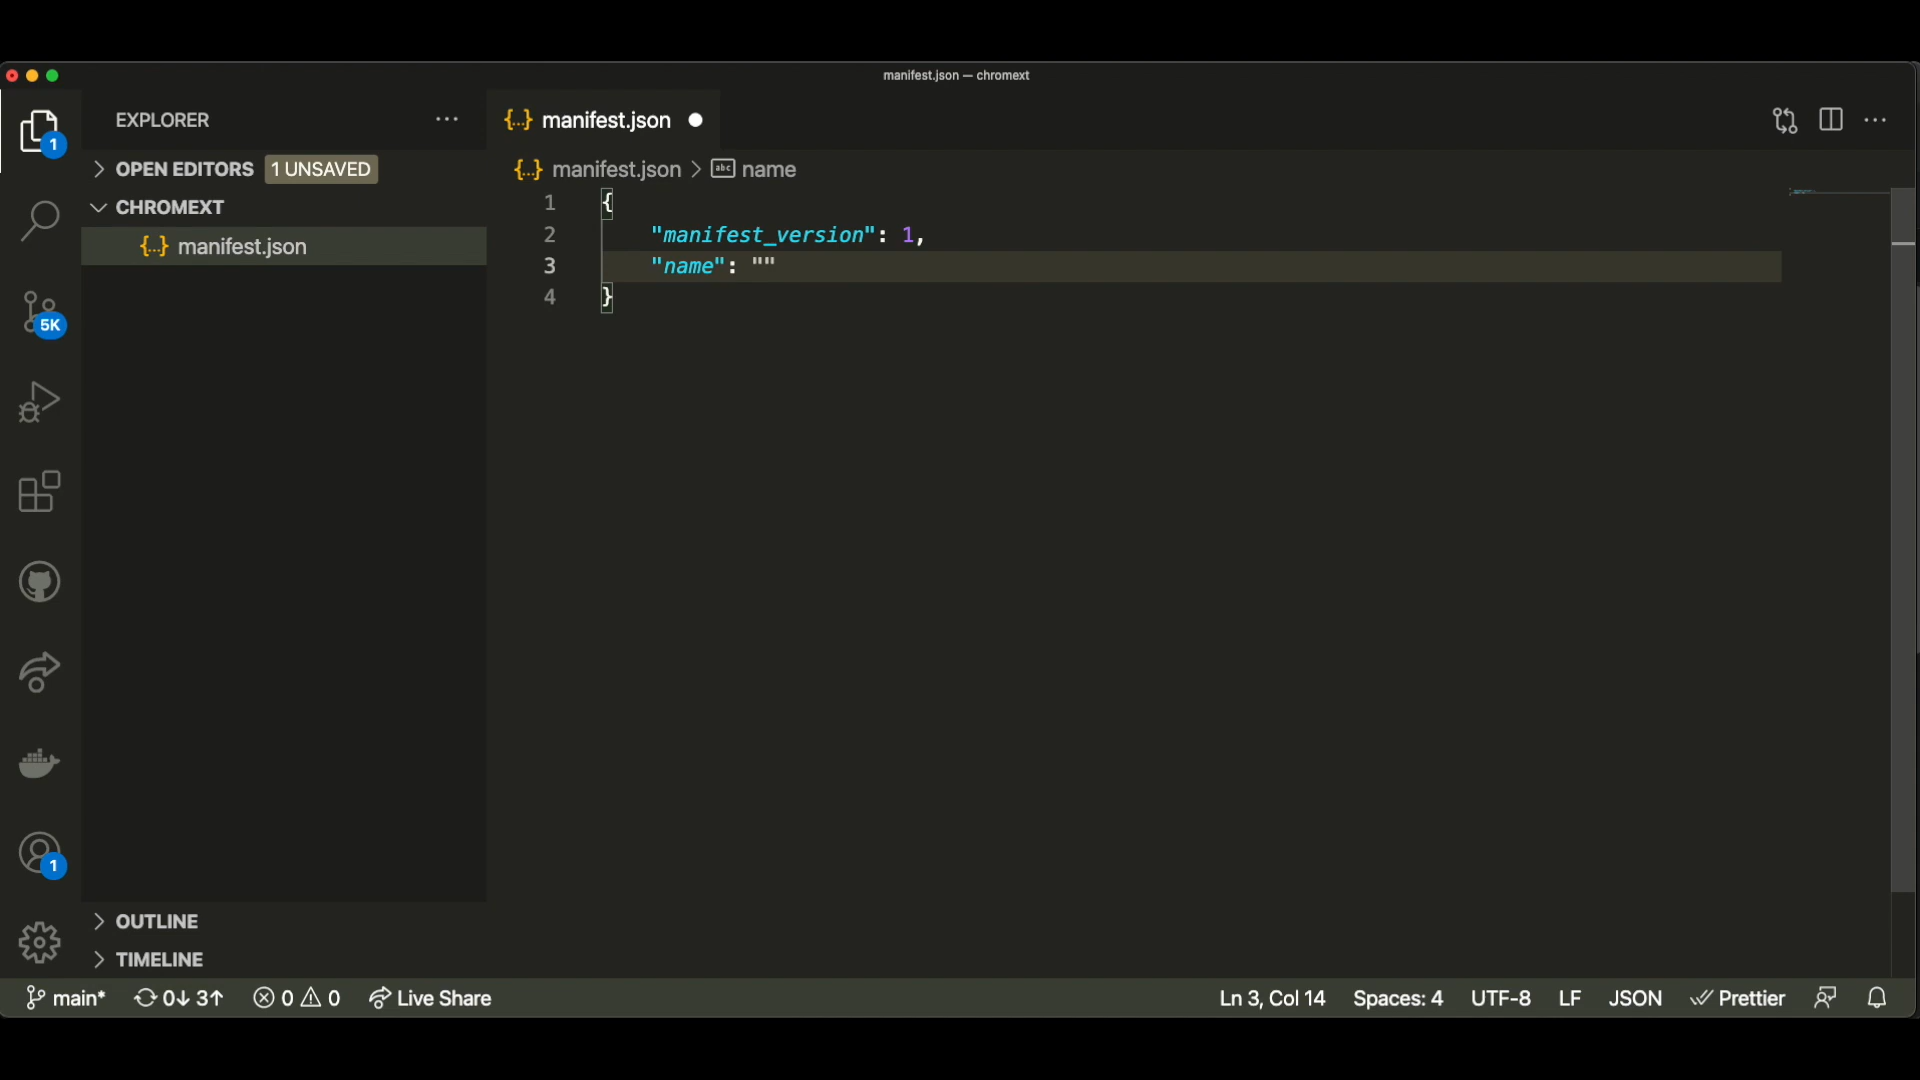 manifest.json — chromext
EXPLORER ...
{...} manifest.json
1
OPEN EDITORS 1 UNSAVED
CHROMEXT
{...} manifest.json
{...} manifest.json > abc name
1 {
2 "manifest_version": 1,
3 "name": ""
4 }
5K
1
OUTLINE
TIMELINE
main* 0↓ 3↑ 0 0 Live Share
Ln 3, Col 14 Spaces: 4 UTF-8 LF JSON Prettier